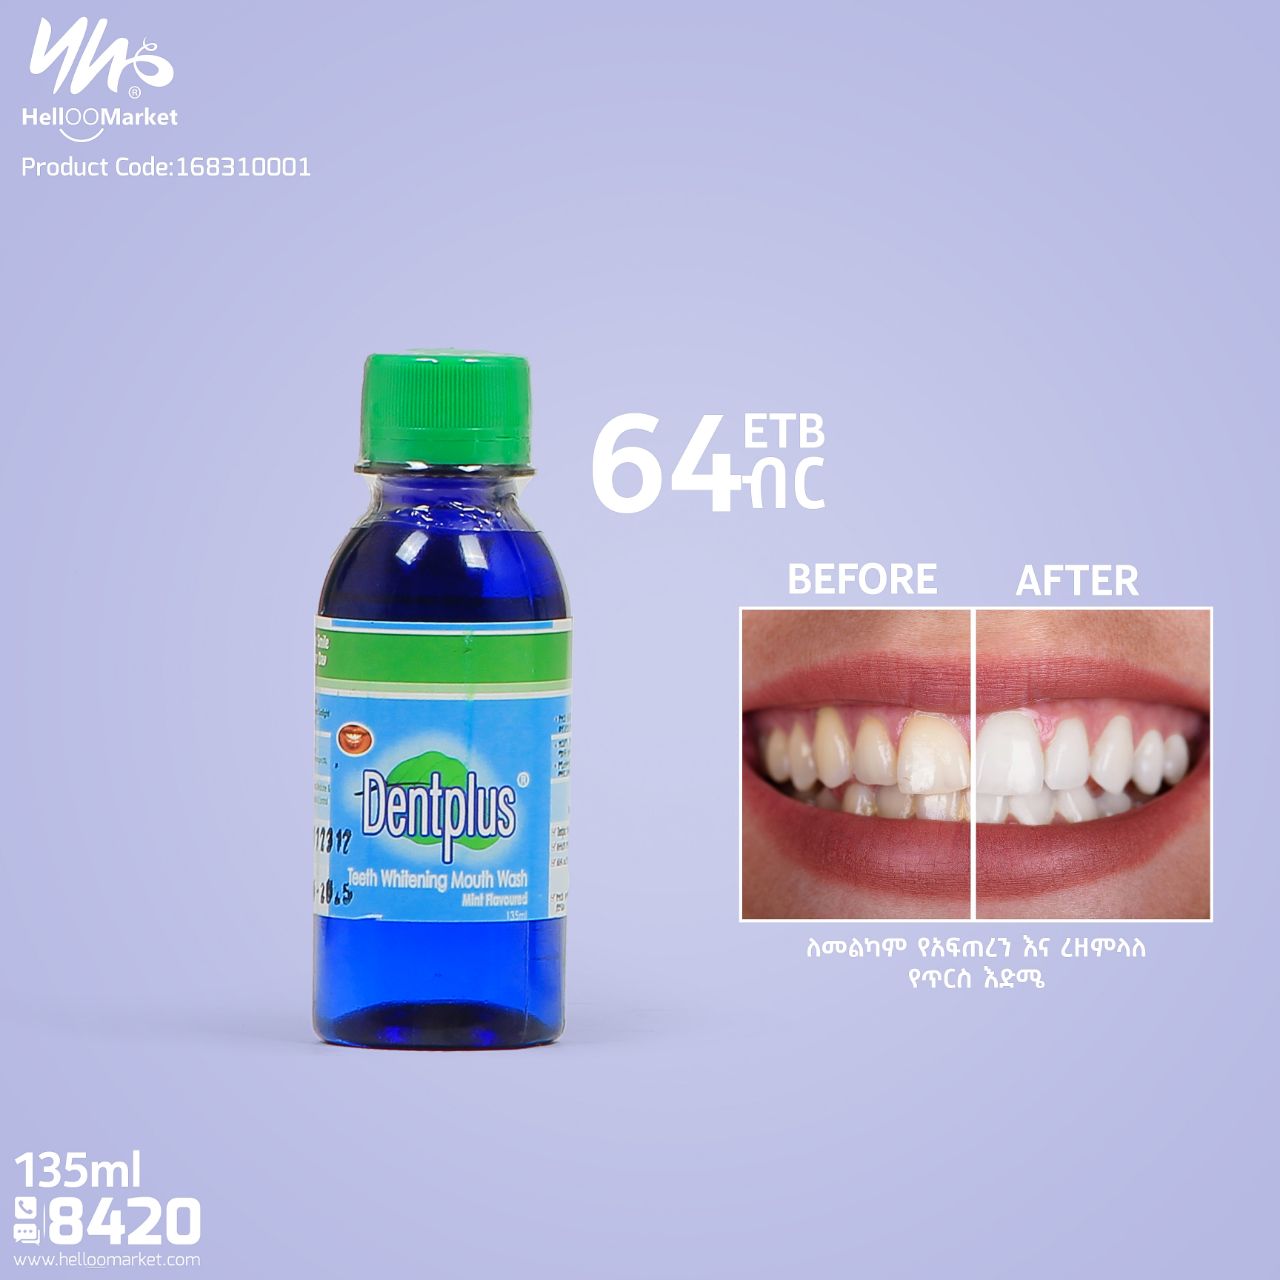 ሄሎ
HellOOMarket
Product Code:168310001
64 ETB
ብር
BEFORE AFTER
Dentplus®
Teeth Whitening Mouth Wash
Mint Flavoured
135ml
ለመልካም የአፍጠረን እና ረዘምላለ
የጥርስ እድሜ
135ml
8420
www.helloomarket.com